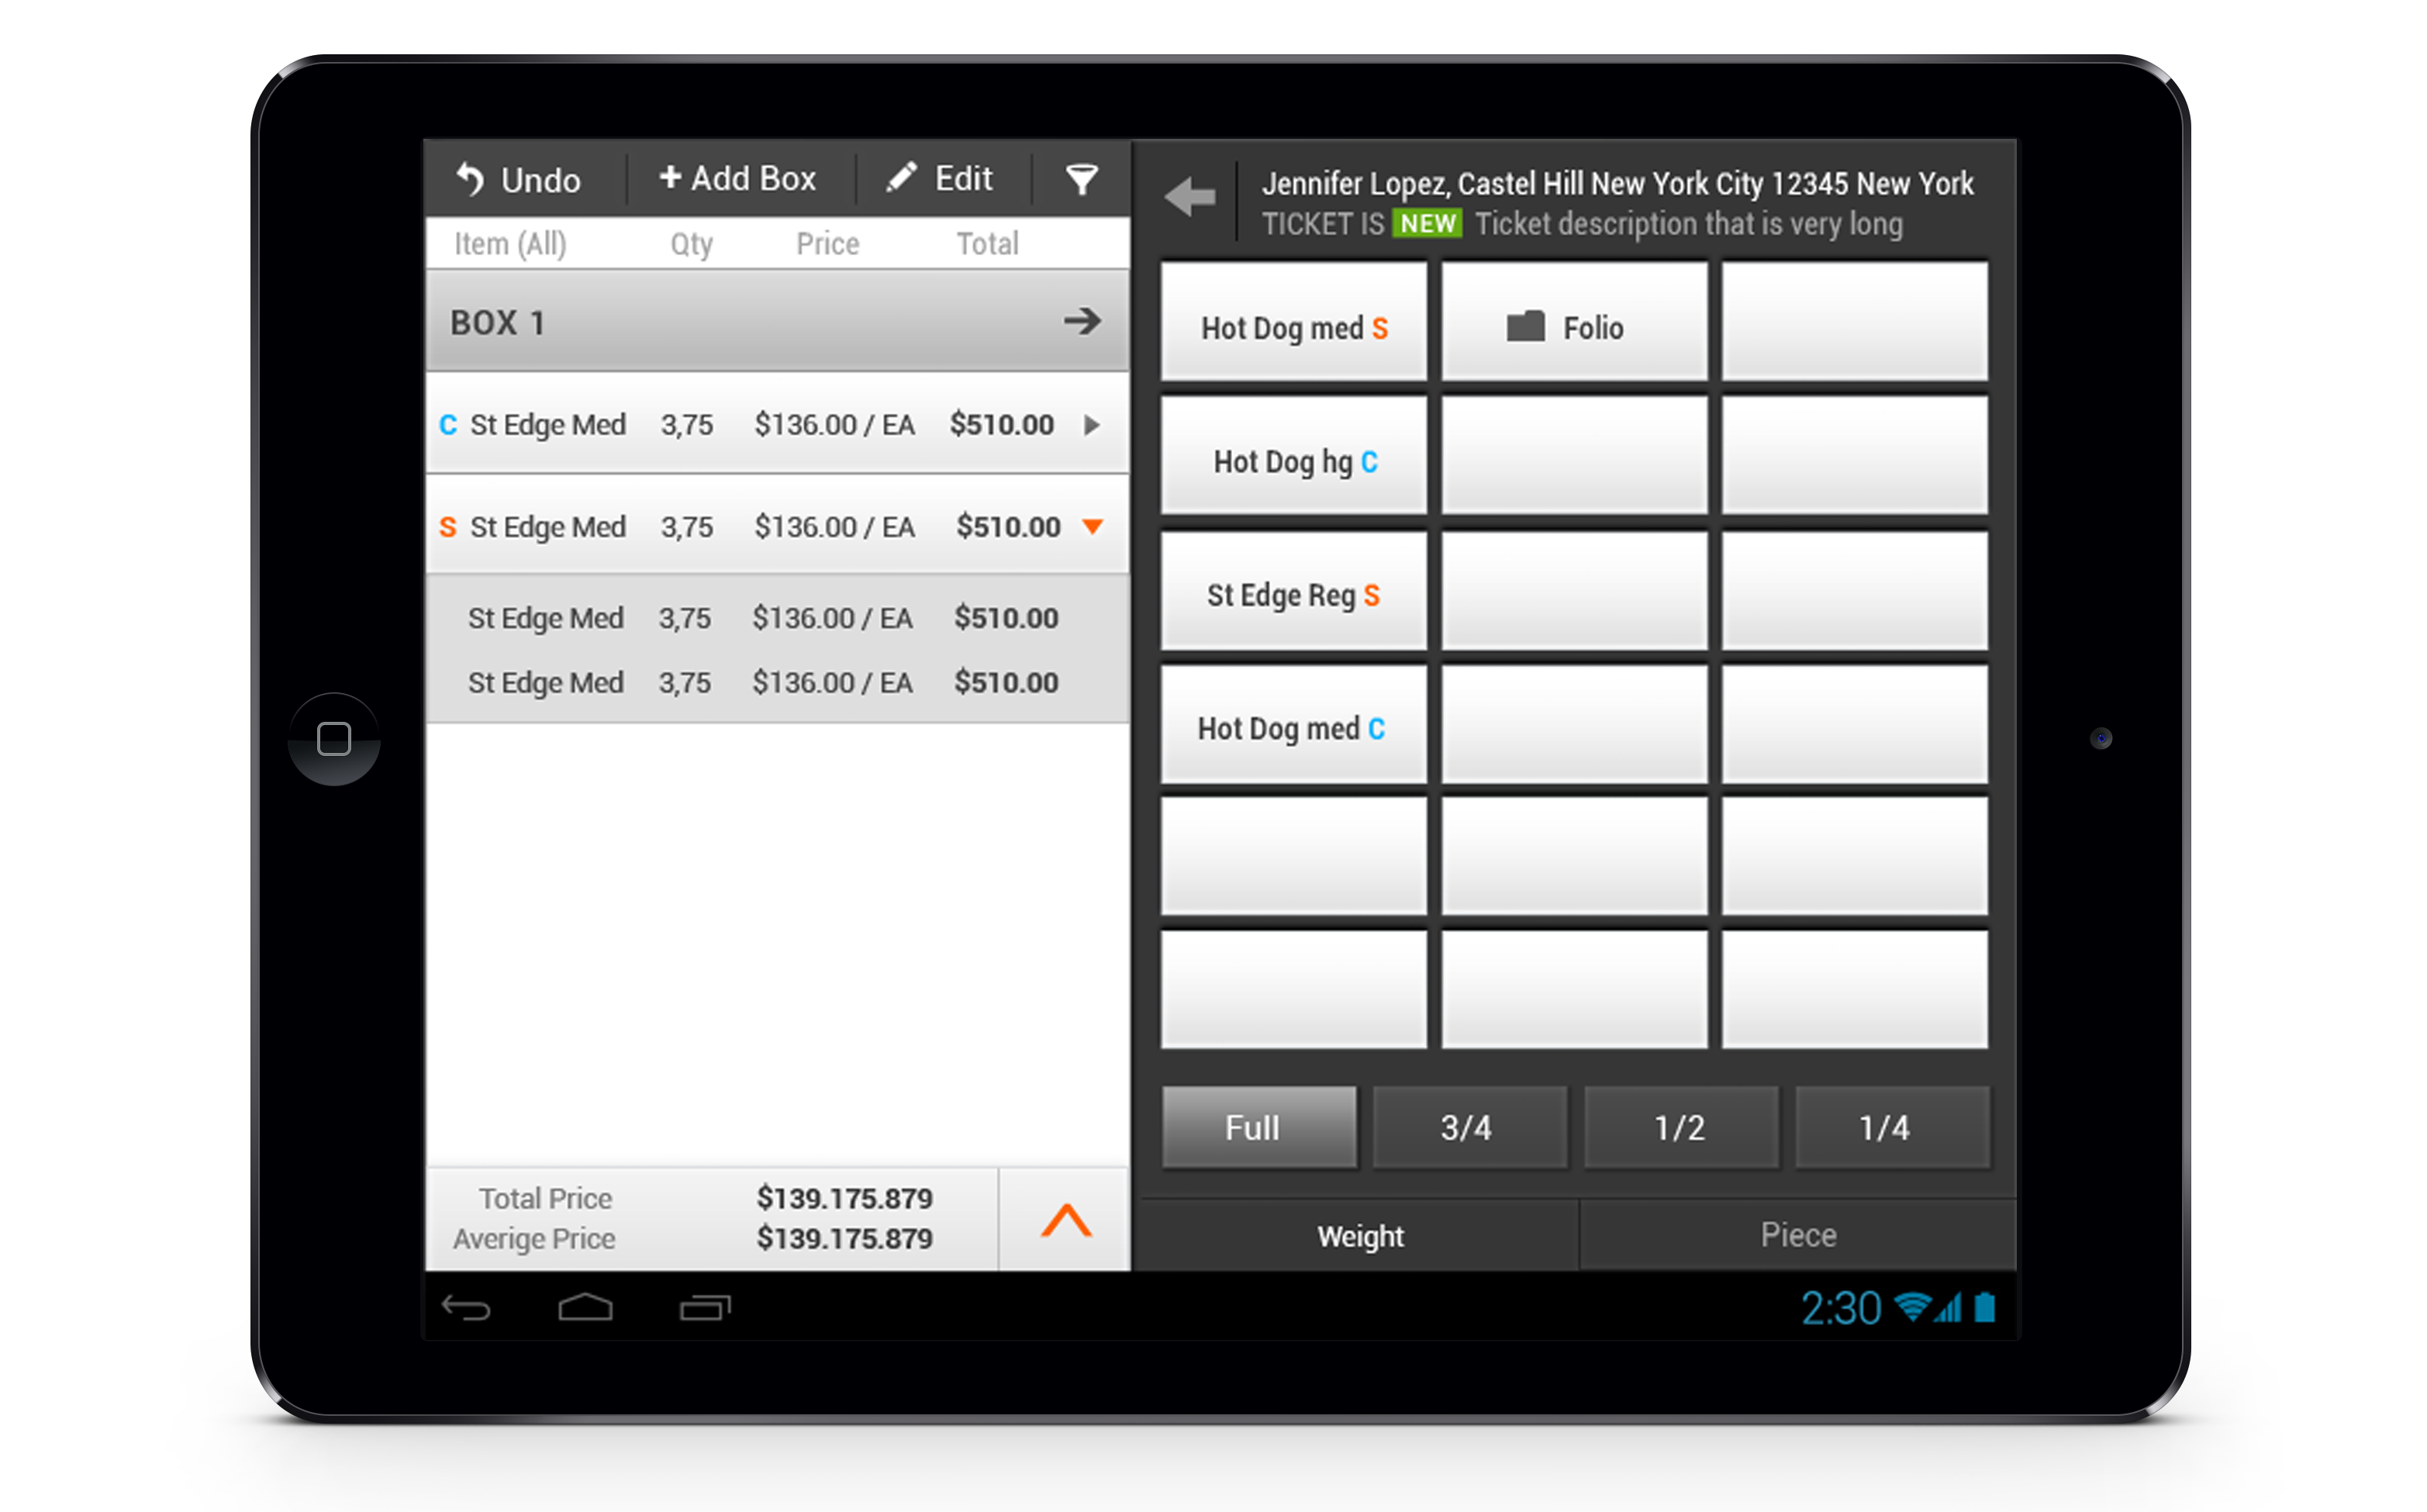 Undo + Add Box Edit
Item (All) Qty Price Total
BOX 1
C St Edge Med 3,75 $136.00 / EA $510.00
S St Edge Med 3,75 $136.00 / EA $510.00
St Edge Med 3,75 $136.00 / EA $510.00
St Edge Med 3,75 $136.00 / EA $510.00
Total Price $139.175.879
Averige Price $139.175.879
Jennifer Lopez, Castel Hill New York City 12345 New York
TICKET IS NEW Ticket description that is very long
Hot Dog med S Folio
Hot Dog hg C
St Edge Reg S
Hot Dog med C
Full 3/4 1/2 1/4
Weight Piece
2:30